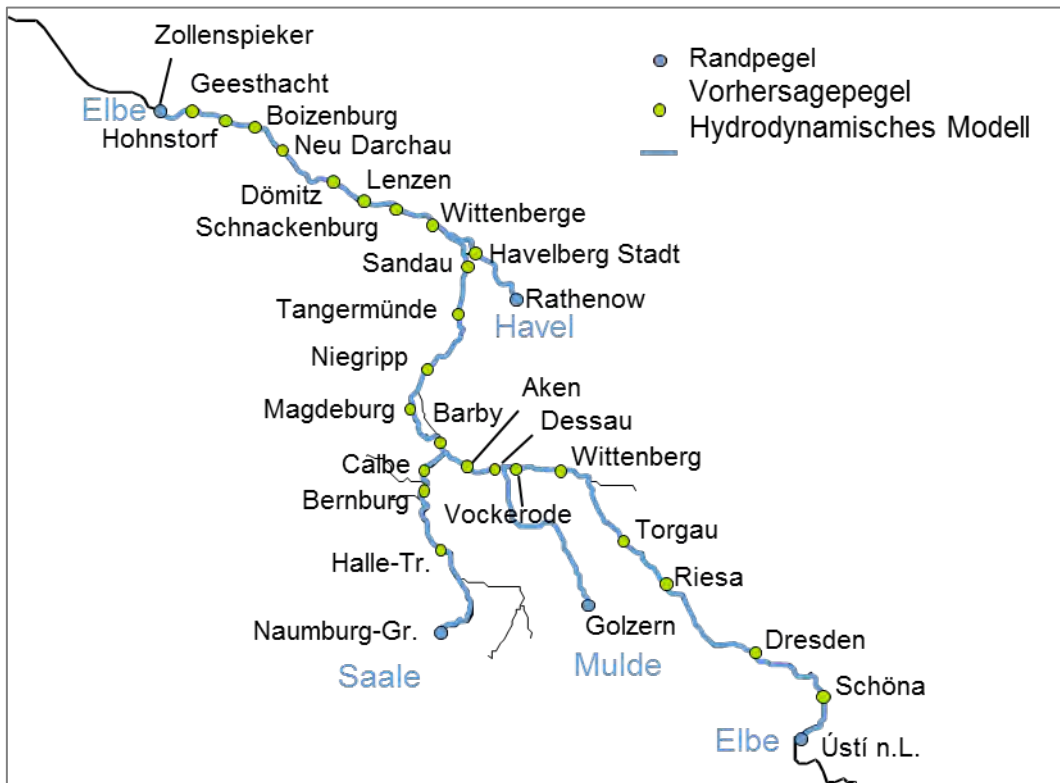 Zollenspieker
Randpegel
Geesthacht
Vorhersagepegel
Elbe
Boizenburg
Hydrodynamisches Modell
Hohnstorf
Neu Darchau
Lenzen
Dömitz
Wittenberge
Schnackenburg
Havelberg Stadt
Sandau
Rathenow
Tangermünde
Havel
Niegripp
Aken
Magdeburg
Barby
Dessau
Calbe
Wittenberg
Bernburg
Vockerode
Torgau
Halle-Tr.
Riesa
Golzern
Naumburg-Gr.
Dresden
Mulde
Saale
Schöna
Elbe
Ústí n.L.